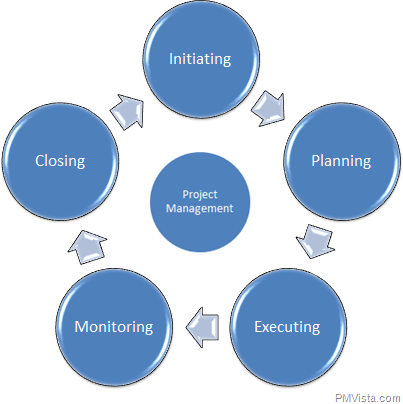 Initiating
Planning
Executing
Monitoring
Closing
Project
Management
PMVista.com